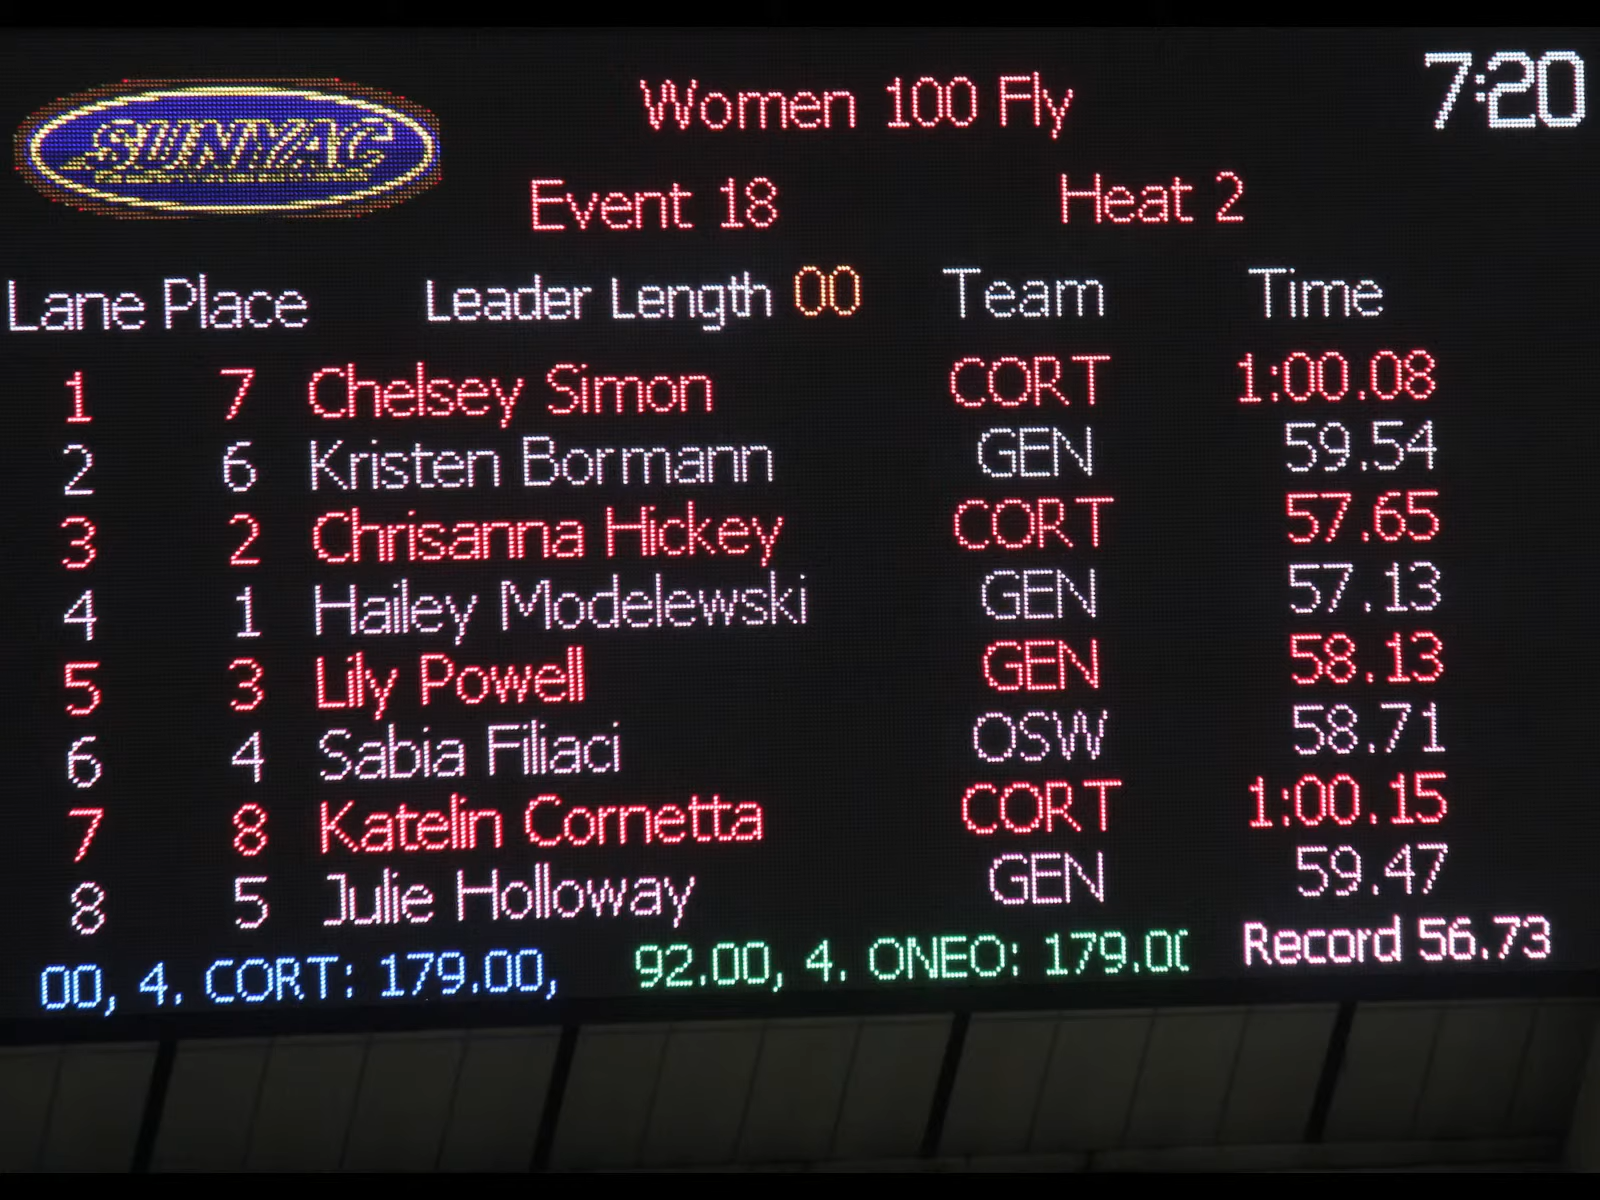 SUNYAC
Women 100 Fly
7:20
Event 18 Heat 2
Lane Place Leader Length 00 Team Time
1 7 Chelsey Simon CORT 1:00.08
2 6 Kristen Bormann GEN 59.54
3 2 Chrisanna Hickey CORT 57.65
4 1 Hailey Modelewski GEN 57.13
5 3 Lily Powell GEN 58.13
6 4 Sabia Filiaci OSW 58.71
7 8 Katelin Cornetta CORT 1:00.15
8 5 Julie Holloway GEN 59.47
00, 4. CORT: 179.00, 92.00, 4. ONEO: 179.00 Record 56.73